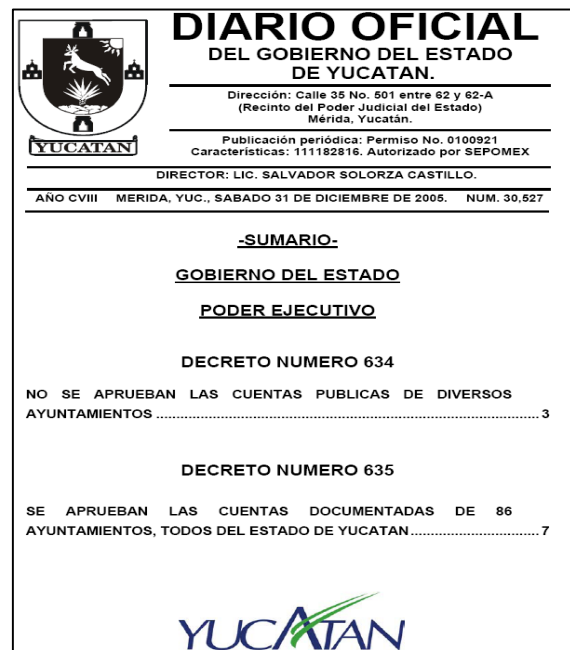 DIARIO OFICIAL
DEL GOBIERNO DEL ESTADO
DE YUCATAN.
Dirección: Calle 35 No. 501 entre 62 y 62-A
(Recinto del Poder Judicial del Estado)
Mérida, Yucatán.
YUCATAN
Publicación periódica: Permiso No. 0100921
Características: 111182816. Autorizado por SEPOMEX
DIRECTOR: LIC. SALVADOR SOLORZA CASTILLO.
AÑO CVIII MERIDA, YUC., SABADO 31 DE DICIEMBRE DE 2005. NUM. 30,527
-SUMARIO-
GOBIERNO DEL ESTADO
PODER EJECUTIVO
DECRETO NUMERO 634
NO SE APRUEBAN LAS CUENTAS PUBLICAS DE DIVERSOS
AYUNTAMIENTOS ............................................................................................ 3
DECRETO NUMERO 635
SE APRUEBAN LAS CUENTAS DOCUMENTADAS DE 86
AYUNTAMIENTOS, TODOS DEL ESTADO DE YUCATAN ................................ 7
YUCATAN